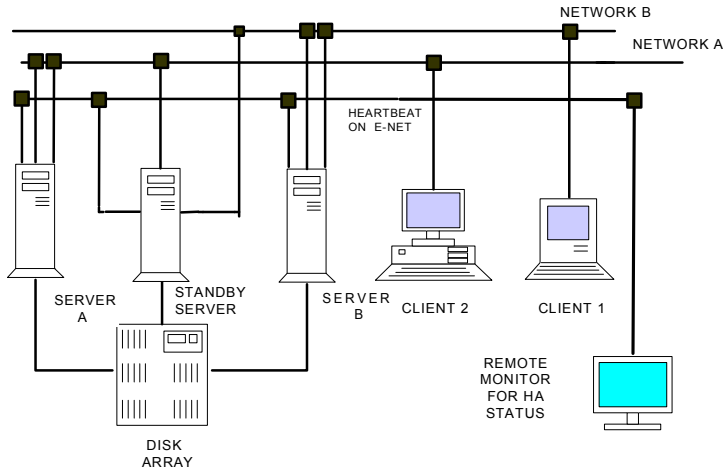 NETWORK B
NETWORK A
HEARTBEAT
ON E-NET
SERVER
A
STANDBY
SERVER
SERVER
B
CLIENT 2
CLIENT 1
REMOTE
MONITOR
FOR HA
STATUS
DISK
ARRAY